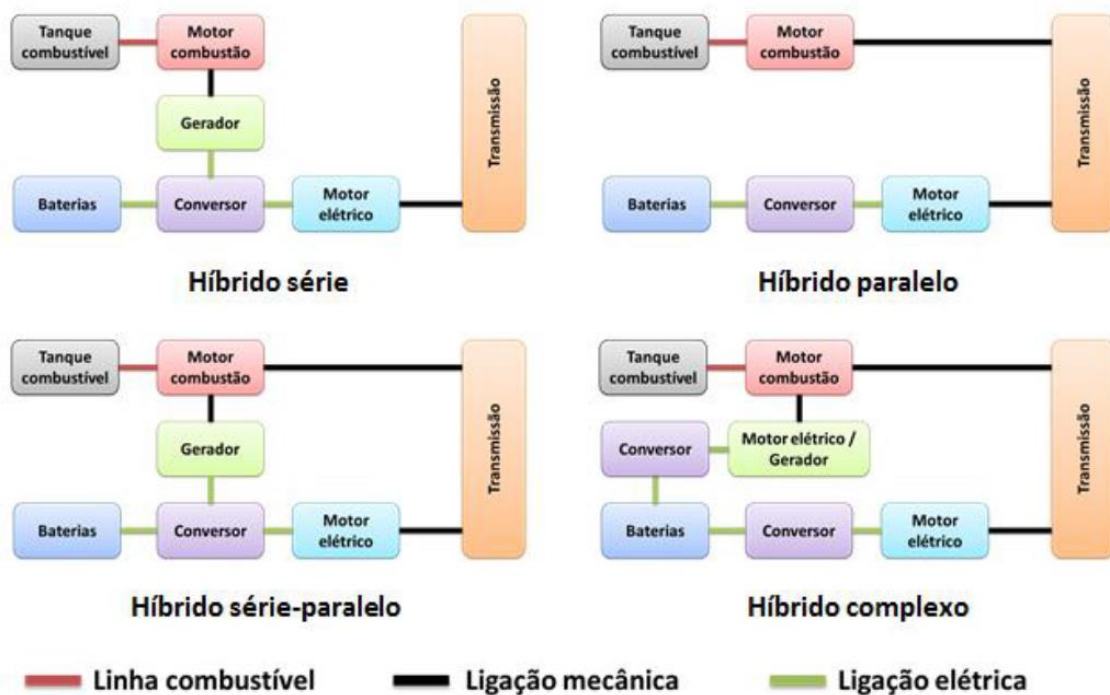 Tanque
combustível
Motor
combustão
Gerador
Baterias
Conversor
Motor
elétrico
Transmissão
Híbrido série
Tanque
combustível
Motor
combustão
Baterias
Conversor
Motor
elétrico
Transmissão
Híbrido paralelo
Tanque
combustível
Motor
combustão
Gerador
Baterias
Conversor
Motor
elétrico
Transmissão
Híbrido série-paralelo
Tanque
combustível
Motor
combustão
Conversor
Motor elétrico /
Gerador
Baterias
Conversor
Motor
elétrico
Transmissão
Híbrido complexo
Linha combustível
Ligação mecânica
Ligação elétrica